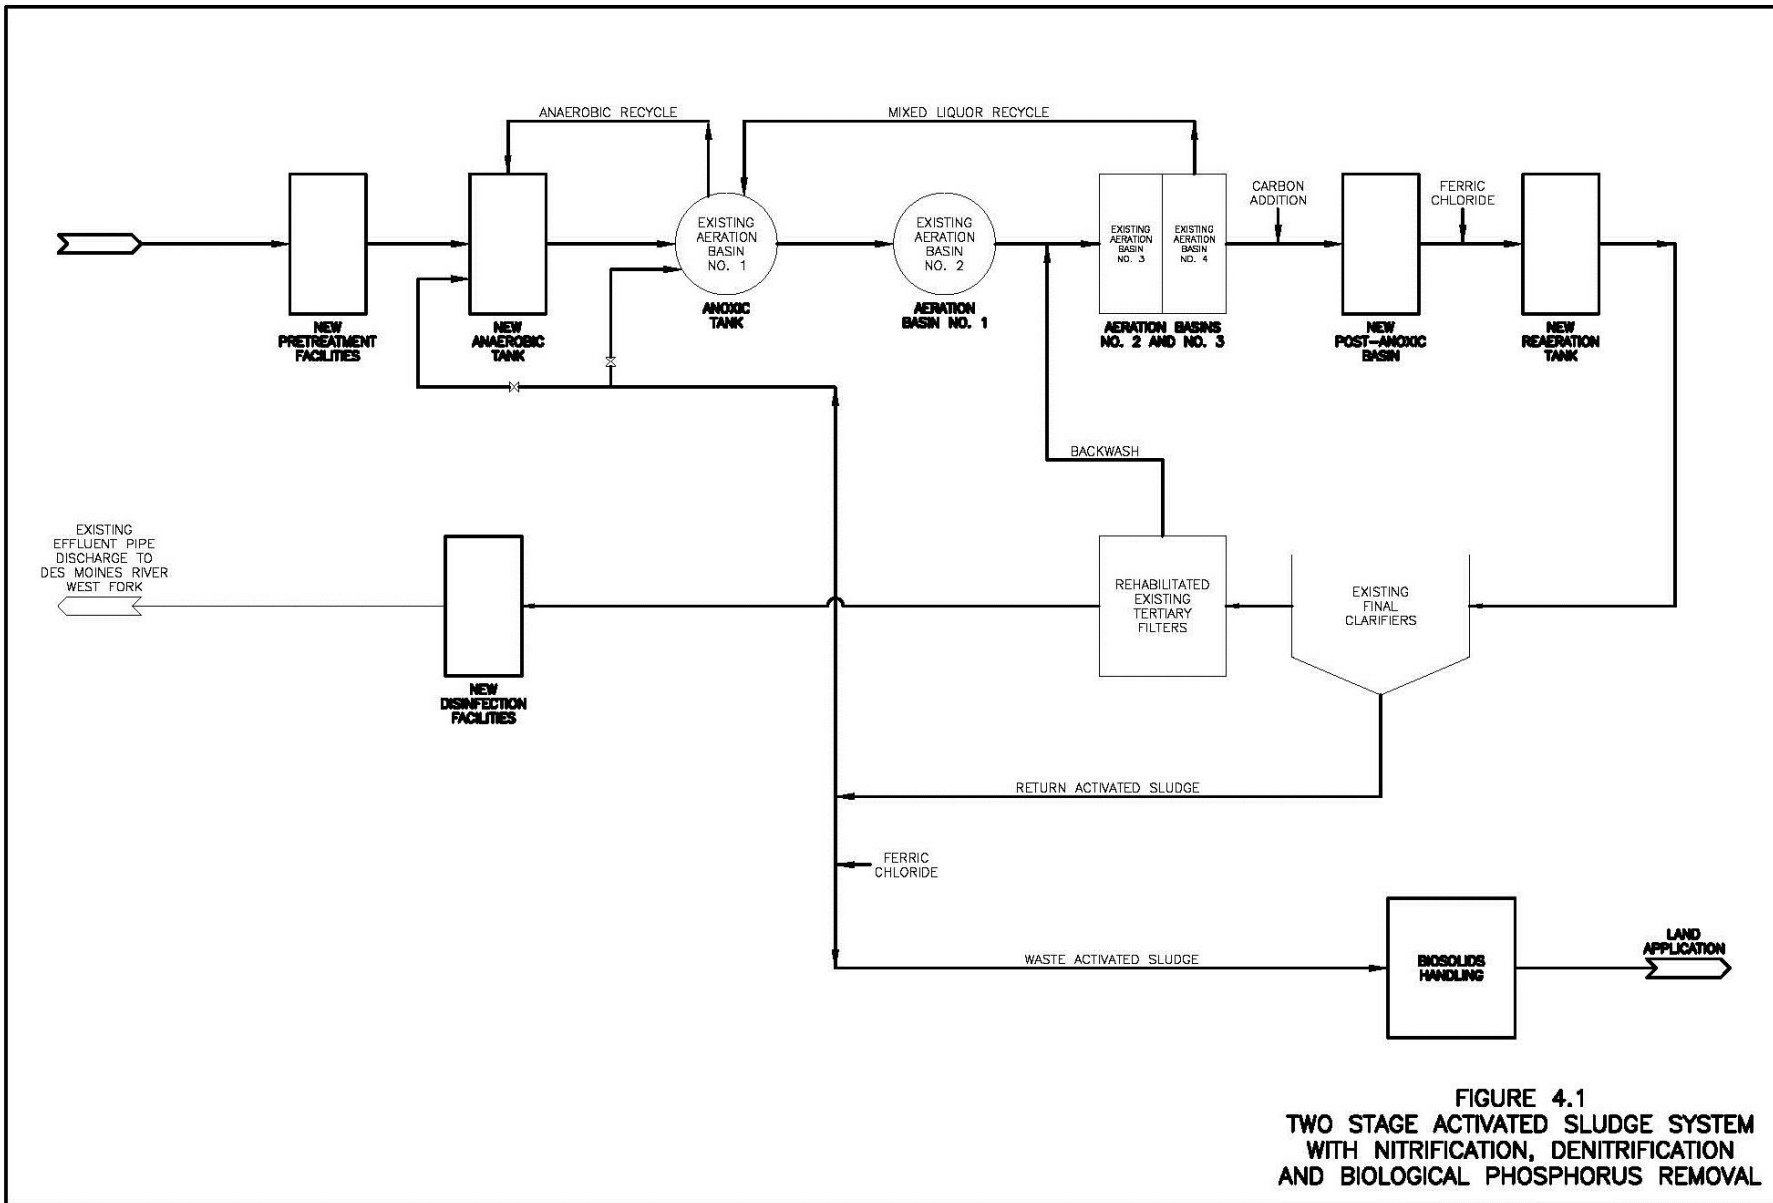 ANAEROBIC RECYCLE
MIXED LIQUOR RECYCLE
NEW
PRETREATMENT
FACILITIES
NEW
ANAEROBIC
TANK
EXISTING
AERATION
BASIN
NO. 1
ANOXIC
TANK
EXISTING
AERATION
BASIN
NO. 2
AERATION
BASIN NO. 1
EXISTING
AERATION
BASIN
NO. 3
EXISTING
AERATION
BASIN
NO. 4
AERATION BASINS
NO. 2 AND NO. 3
CARBON
ADDITION
NEW
POST-ANOXIC
BASIN
FERRIC
CHLORIDE
NEW
REAERATION
TANK
BACKWASH
EXISTING
EFFLUENT PIPE
DISCHARGE TO
DES MOINES RIVER
WEST FORK
NEW
DISINFECTION
FACILITIES
REHABILITATED
EXISTING
TERTIARY
FILTERS
EXISTING
FINAL
CLARIFIERS
RETURN ACTIVATED SLUDGE
FERRIC
CHLORIDE
WASTE ACTIVATED SLUDGE
BIOSOLIDS
HANDLING
LAND
APPLICATION
FIGURE 4.1
TWO STAGE ACTIVATED SLUDGE SYSTEM
WITH NITRIFICATION, DENITRIFICATION
AND BIOLOGICAL PHOSPHORUS REMOVAL